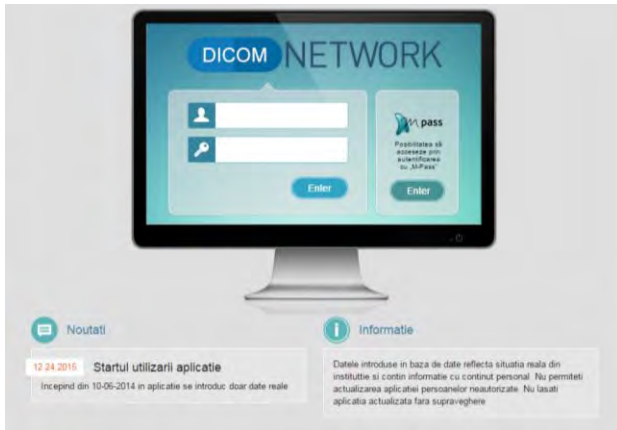 DICOM NETWORK
M pass
Posibilitatea să
acceseze prin
autentificarea
cu „M-Pass"
Enter
Enter
Noutati
12.24.2015 Startul utilizarii aplicatie
Incepind din 10-06-2014 in aplicatie se introduc doar date reale
Informatie
Datele introduse in baza de date reflecta situatia reala din
instituttie si contin informatie cu continut personal. Nu permiteti
actualizarea aplicatiei persoanelor neautorizate. Nu lasati
aplicatia actualizata fara supraveghere